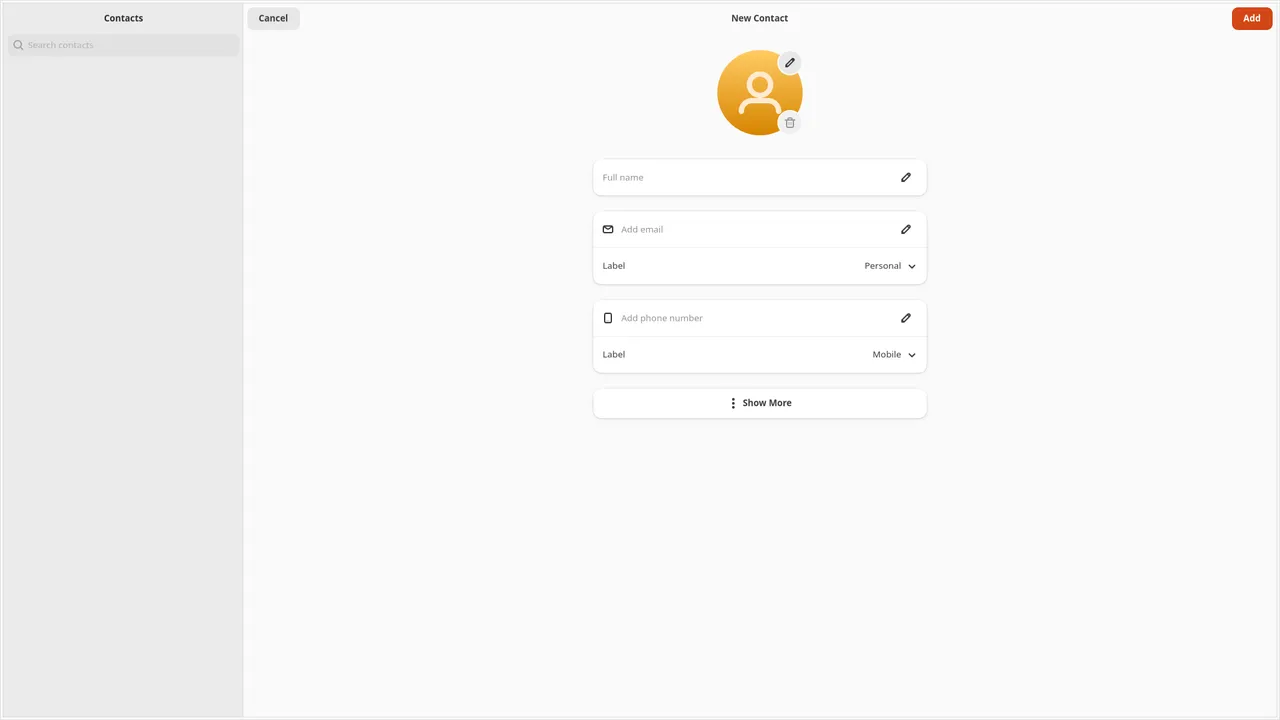 Contacts
Search contacts
Cancel
New Contact
Add
Full name
Add email
Label
Personal
Add phone number
Label
Mobile
Show More